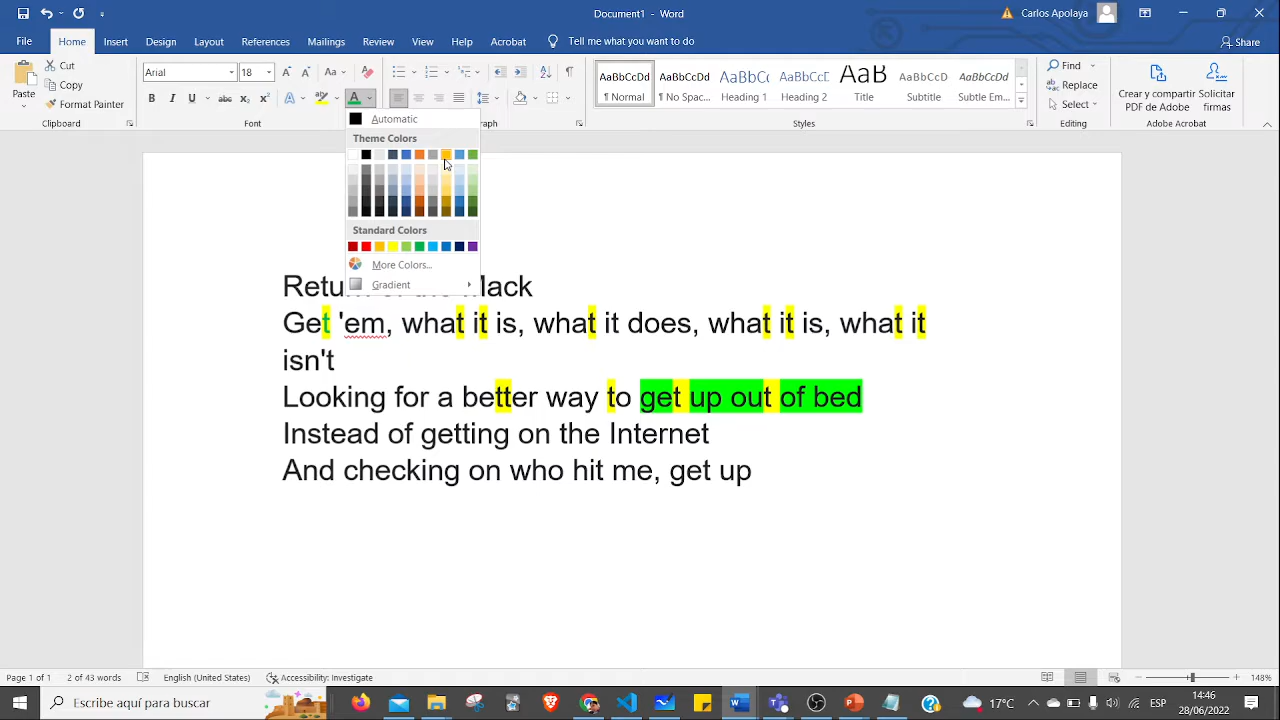 Document1 - Word
Carlos Apolaya
File Home Insert Design Layout References Mailings Review View Help Acrobat Tell me what you want to do Share
Paste
Cut
Copy
Format Painter
Clipboard
Arial 18
Aa
Font
Automatic
Theme Colors
Standard Colors
More Colors...
Gradient
AaBbCcDd AaBbCcDd AaBbCc AaBbCcC AaB AaBbCcD AaBbCcDd
¶ Normal ¶ No Spac... Heading 1 Heading 2 Title Subtitle Subtle Em...
Styles
Find
Replace
Select
Editing
Crear y compartir Solicitar
PDF de Adobe firmas
Adobe Acrobat
Mack
Get 'em, what it is, what it does, what it is, what it
isn't
Looking for a better way to get up out of bed
Instead of getting on the Internet
And checking on who hit me, get up
Page 1 of 1 2 of 43 words English (United States) Accessibility: Investigate 148%
Escribe aquí para buscar
17°C ESP
14:46
28/06/2022